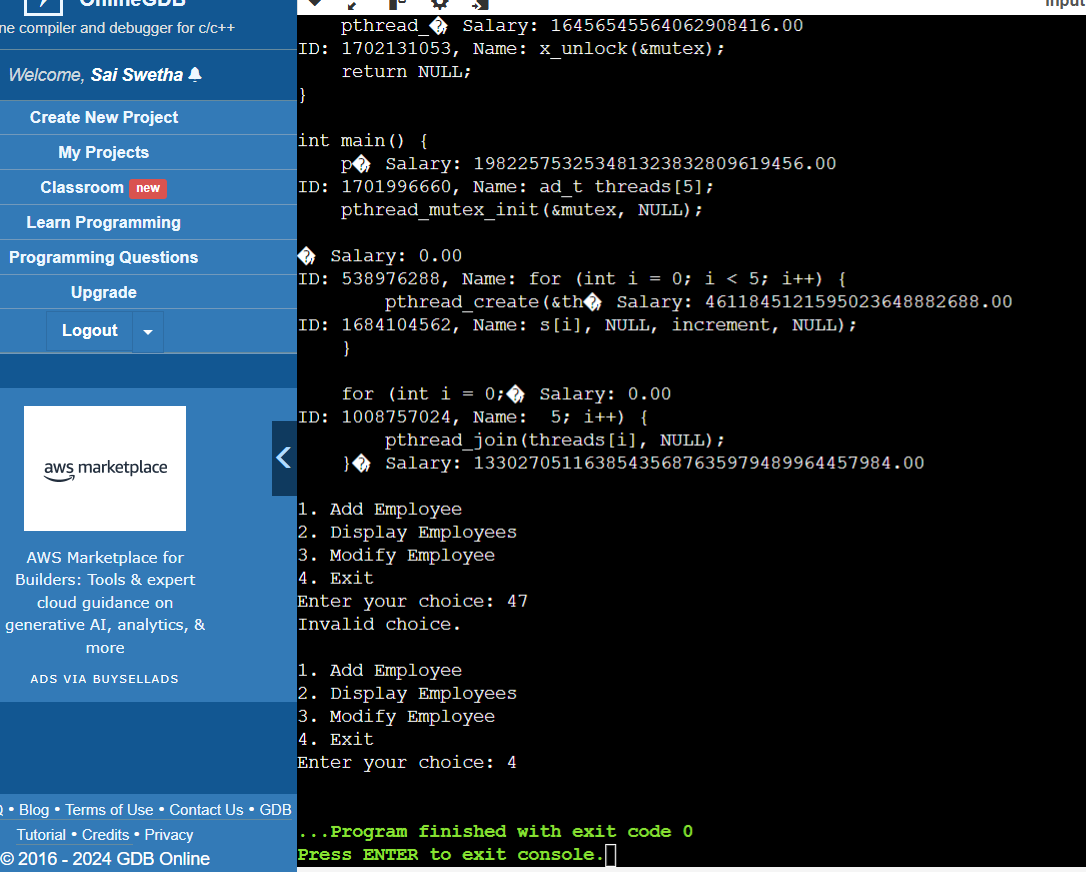 OnlineGDB
ne compiler and debugger for c/c++
Welcome, Sai Swetha
Create New Project
My Projects
Classroom new
Learn Programming
Programming Questions
Upgrade
Logout
aws marketplace
AWS Marketplace for
Builders: Tools & expert
cloud guidance on
generative AI, analytics, &
more
ADS VIA BUYSELLADS
• Blog • Terms of Use • Contact Us • GDB
Tutorial • Credits • Privacy
© 2016 - 2024 GDB Online
input
    pthread_�, Salary: 16456545564062908416.00
ID: 1702131053, Name: x_unlock(&mutex);
    return NULL;
}

int main() {
    p�, Salary: 19822575325348132383280961​9456.00
ID: 1701996660, Name: ad_t threads[5];
    pthread_mutex_init(&mutex, NULL);

�, Salary: 0.00
ID: 538976288, Name: for (int i = 0; i < 5; i++) {
        pthread_create(&th�, Salary: 4611845121595023648882688.00
ID: 1684104562, Name: s[i], NULL, increment, NULL);
    }

    for (int i = 0;�, Salary: 0.00
ID: 1008757024, Name:  5; i++) {
        pthread_join(threads[i], NULL);
    }�, Salary: 13302705116385435687635979489964457984.00

1. Add Employee
2. Display Employees
3. Modify Employee
4. Exit
Enter your choice: 47
Invalid choice.

1. Add Employee
2. Display Employees
3. Modify Employee
4. Exit
Enter your choice: 4

...Program finished with exit code 0
Press ENTER to exit console.